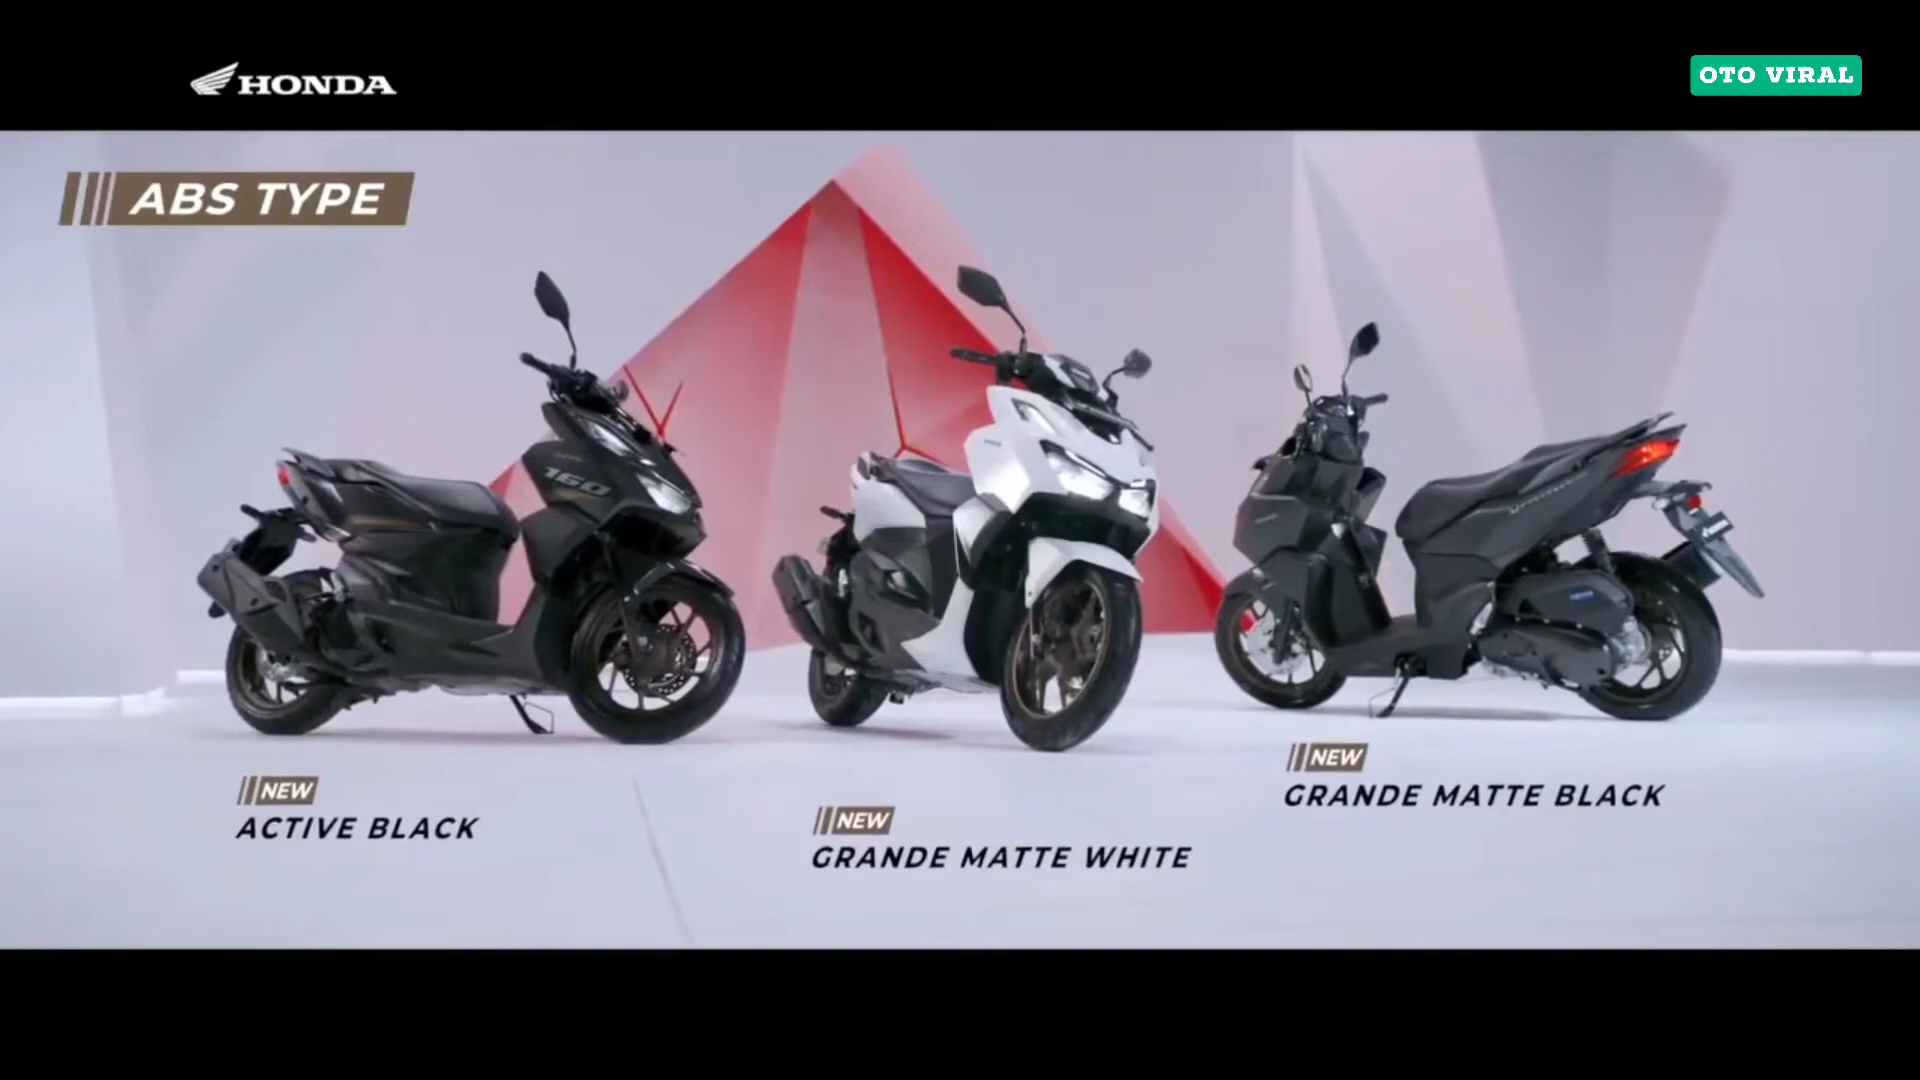 HONDA
OTO VIRAL
ABS TYPE
160
NEW
ACTIVE BLACK
NEW
GRANDE MATTE WHITE
NEW
GRANDE MATTE BLACK